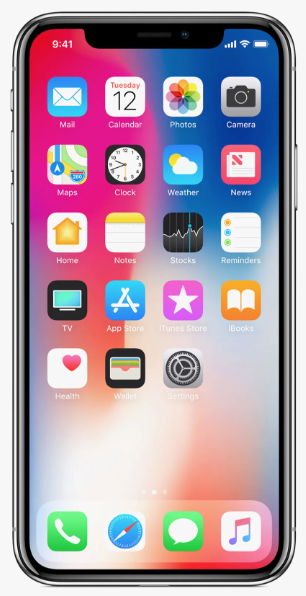 9:41
Tuesday
12
Mail Calendar Photos Camera
280
Maps Clock Weather News
Home Notes Stocks Reminders
tv
TV App Store iTunes Store iBooks
Health Wallet Settings